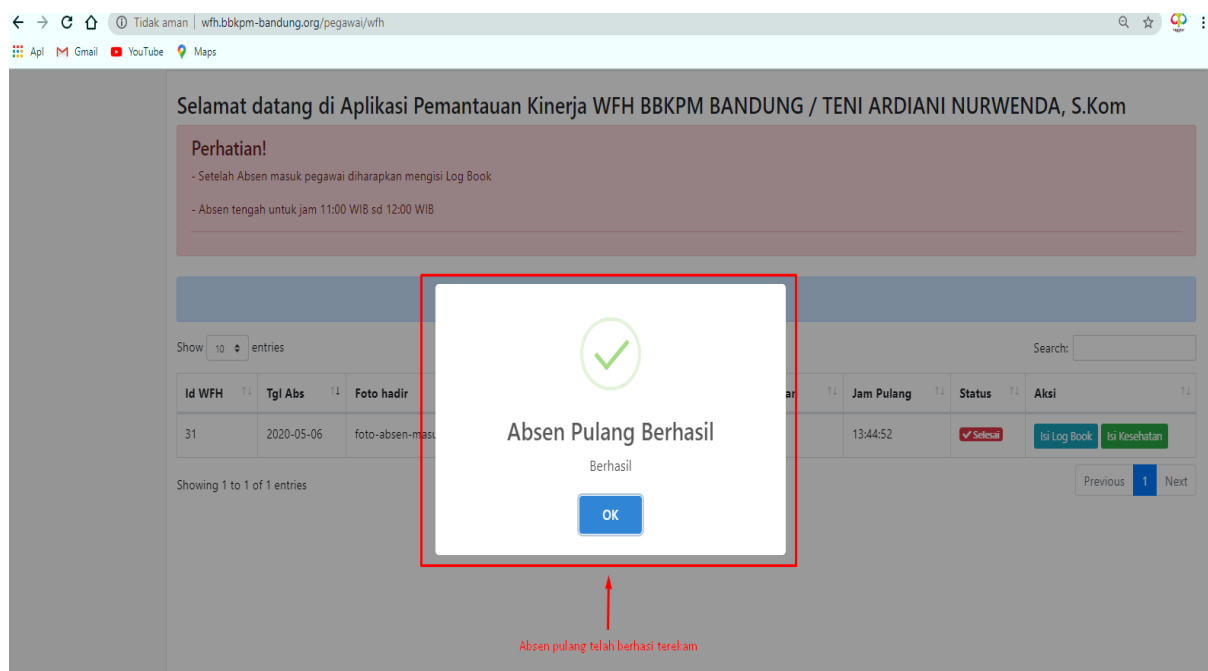 Tidak aman | wfh.bbkpm-bandung.org/pegawai/wfh
Apl Gmail YouTube Maps
Selamat datang di Aplikasi Pemantauan Kinerja WFH BBKPM BANDUNG / TENI ARDIANI NURWENDA, S.Kom
Perhatian!
- Setelah Absen masuk pegawai diharapkan mengisi Log Book
- Absen tengah untuk jam 11:00 WIB sd 12:00 WIB
Show 10 entries
Search:
Id WFH Tgl Abs Foto hadir Jam Pulang Status Aksi
31 2020-05-06 foto-absen-masu 13:44:52 Selesai Isi Log Book Isi Kesehatan
Showing 1 to 1 of 1 entries
Previous 1 Next
Absen Pulang Berhasil
Berhasil
OK
Absen pulang telah berhasi terekam